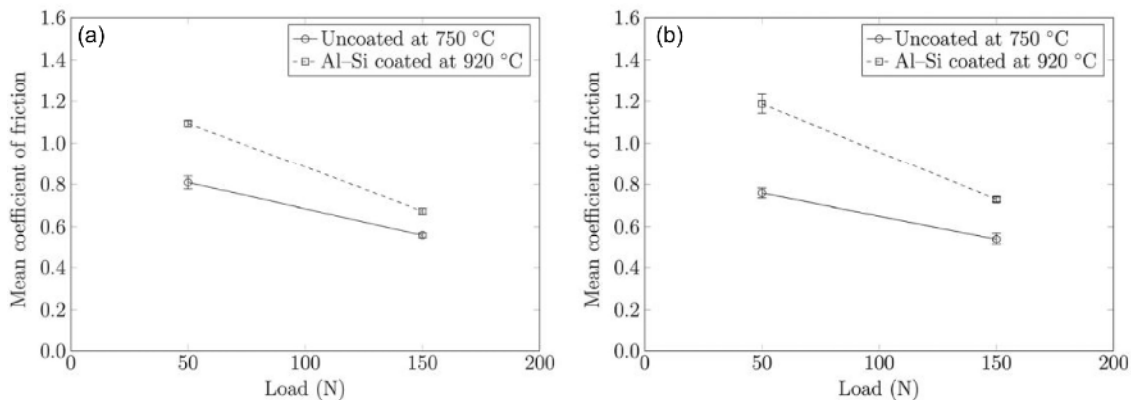 (a)
Uncoated at 750 °C
Al–Si coated at 920 °C
Mean coefficient of friction
1.6
1.4
1.2
1.0
0.8
0.6
0.4
0.2
0.0
0 50 100 150 200
Load (N)
(b)
Uncoated at 750 °C
Al–Si coated at 920 °C
Mean coefficient of friction
1.6
1.4
1.2
1.0
0.8
0.6
0.4
0.2
0.0
0 50 100 150 200
Load (N)